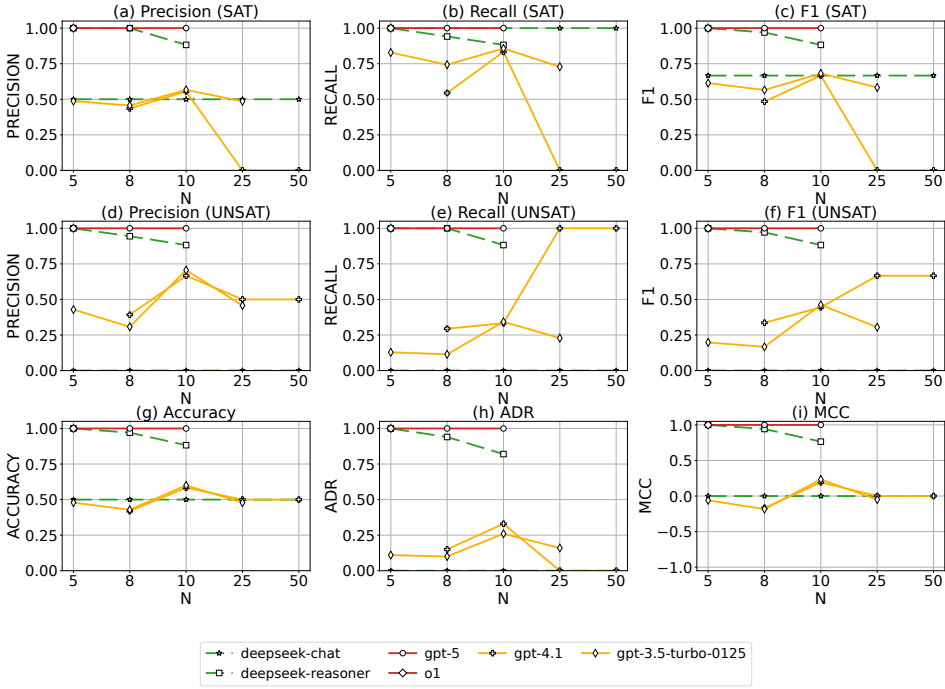 (a) Precision (SAT)
1.00
0.75
0.50
0.25
0.00
PRECISION
5 8 10 25 50
N
(b) Recall (SAT)
1.00
0.75
0.50
0.25
0.00
RECALL
5 8 10 25 50
N
(c) F1 (SAT)
1.00
0.75
0.50
0.25
0.00
F1
5 8 10 25 50
N
(d) Precision (UNSAT)
1.00
0.75
0.50
0.25
0.00
PRECISION
5 8 10 25 50
N
(e) Recall (UNSAT)
1.00
0.75
0.50
0.25
0.00
RECALL
5 8 10 25 50
N
(f) F1 (UNSAT)
1.00
0.75
0.50
0.25
0.00
F1
5 8 10 25 50
N
(g) Accuracy
1.00
0.75
0.50
0.25
0.00
ACCURACY
5 8 10 25 50
N
(h) ADR
1.00
0.75
0.50
0.25
0.00
ADR
5 8 10 25 50
N
(i) MCC
1.0
0.5
0.0
−0.5
−1.0
MCC
5 8 10 25 50
N
deepseek-chat
deepseek-reasoner
gpt-5
o1
gpt-4.1
gpt-3.5-turbo-0125